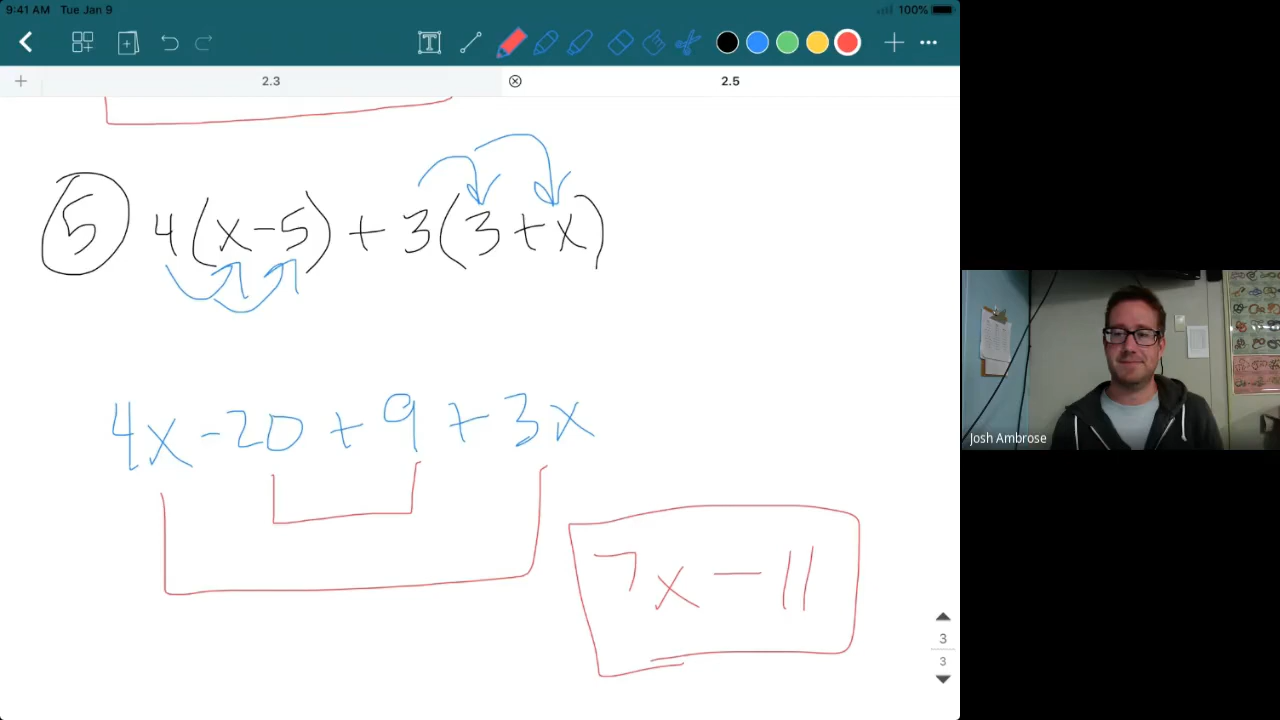 9:41 AM Tue Jan 9 100%
T
2.3 2.5
5 4(x-5) + 3(3+x)
4x-20 + 9 + 3x
Josh Ambrose
7x - 11
3
3